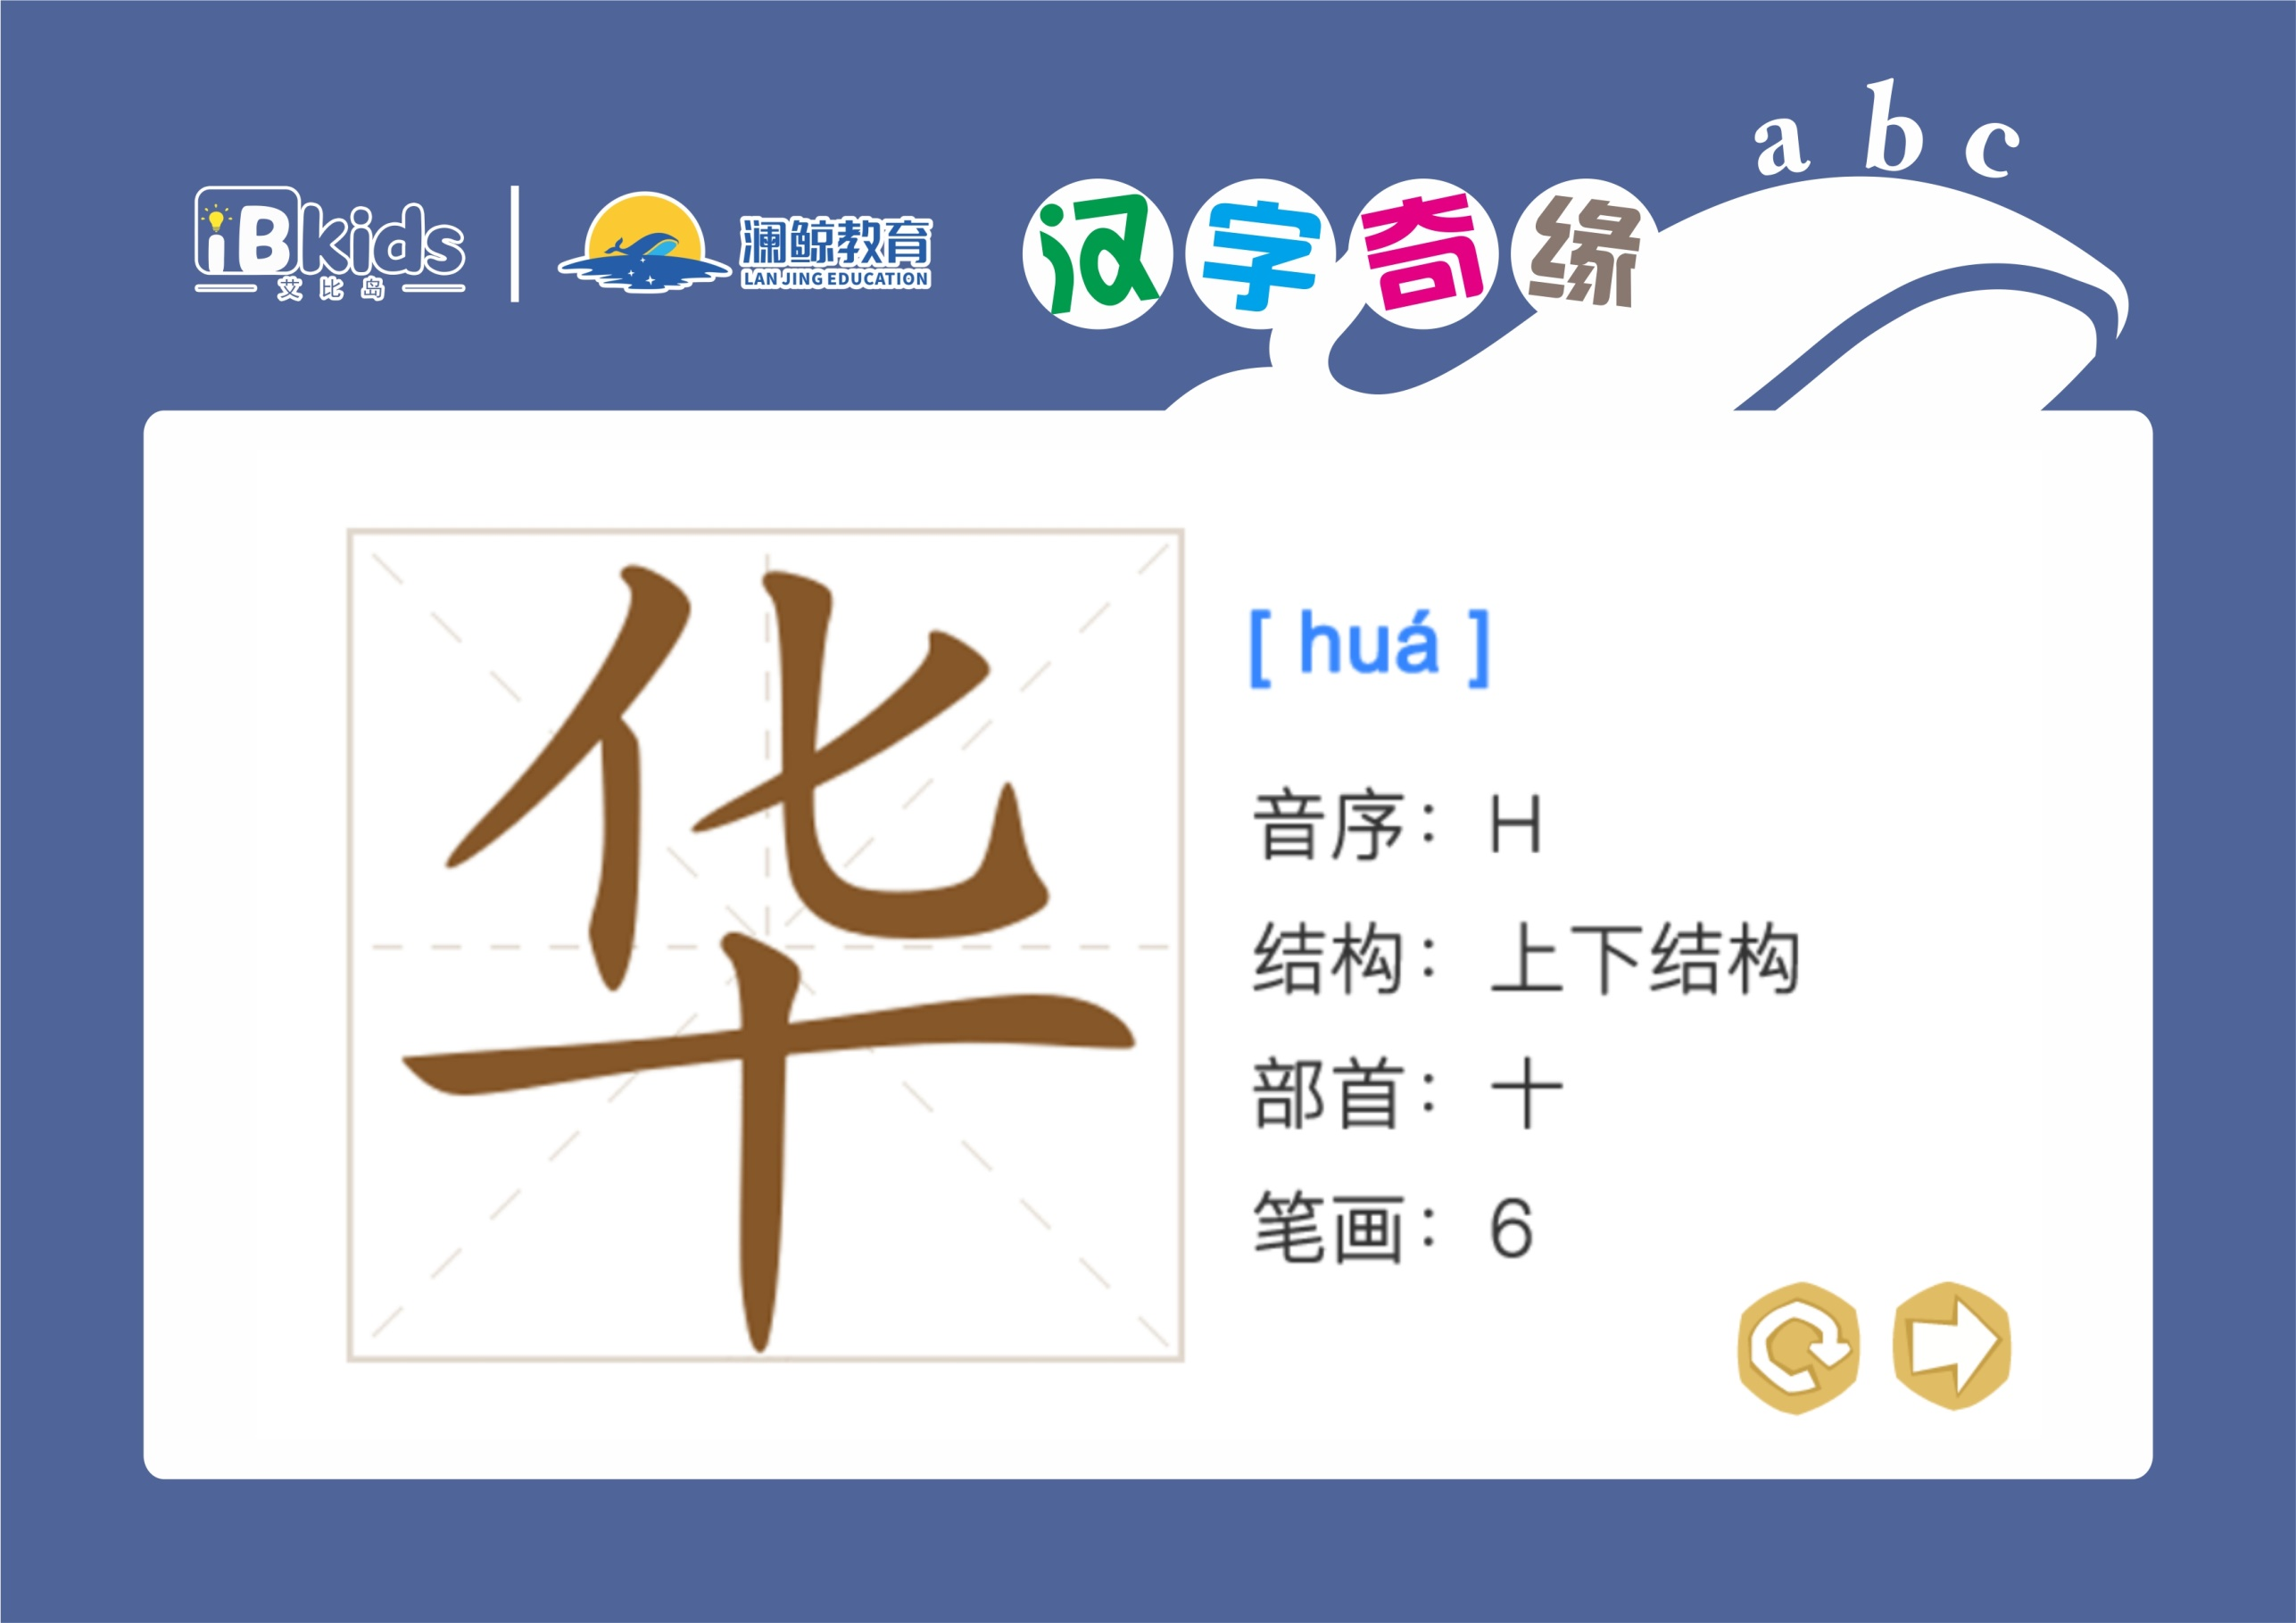 a b c
iBkids
艾比岛
澜鲸教育
LAN JING EDUCATION
汉字奇缘
华
[ huá ]
音序： H
结构： 上下结构
部首： 十
笔画： 6